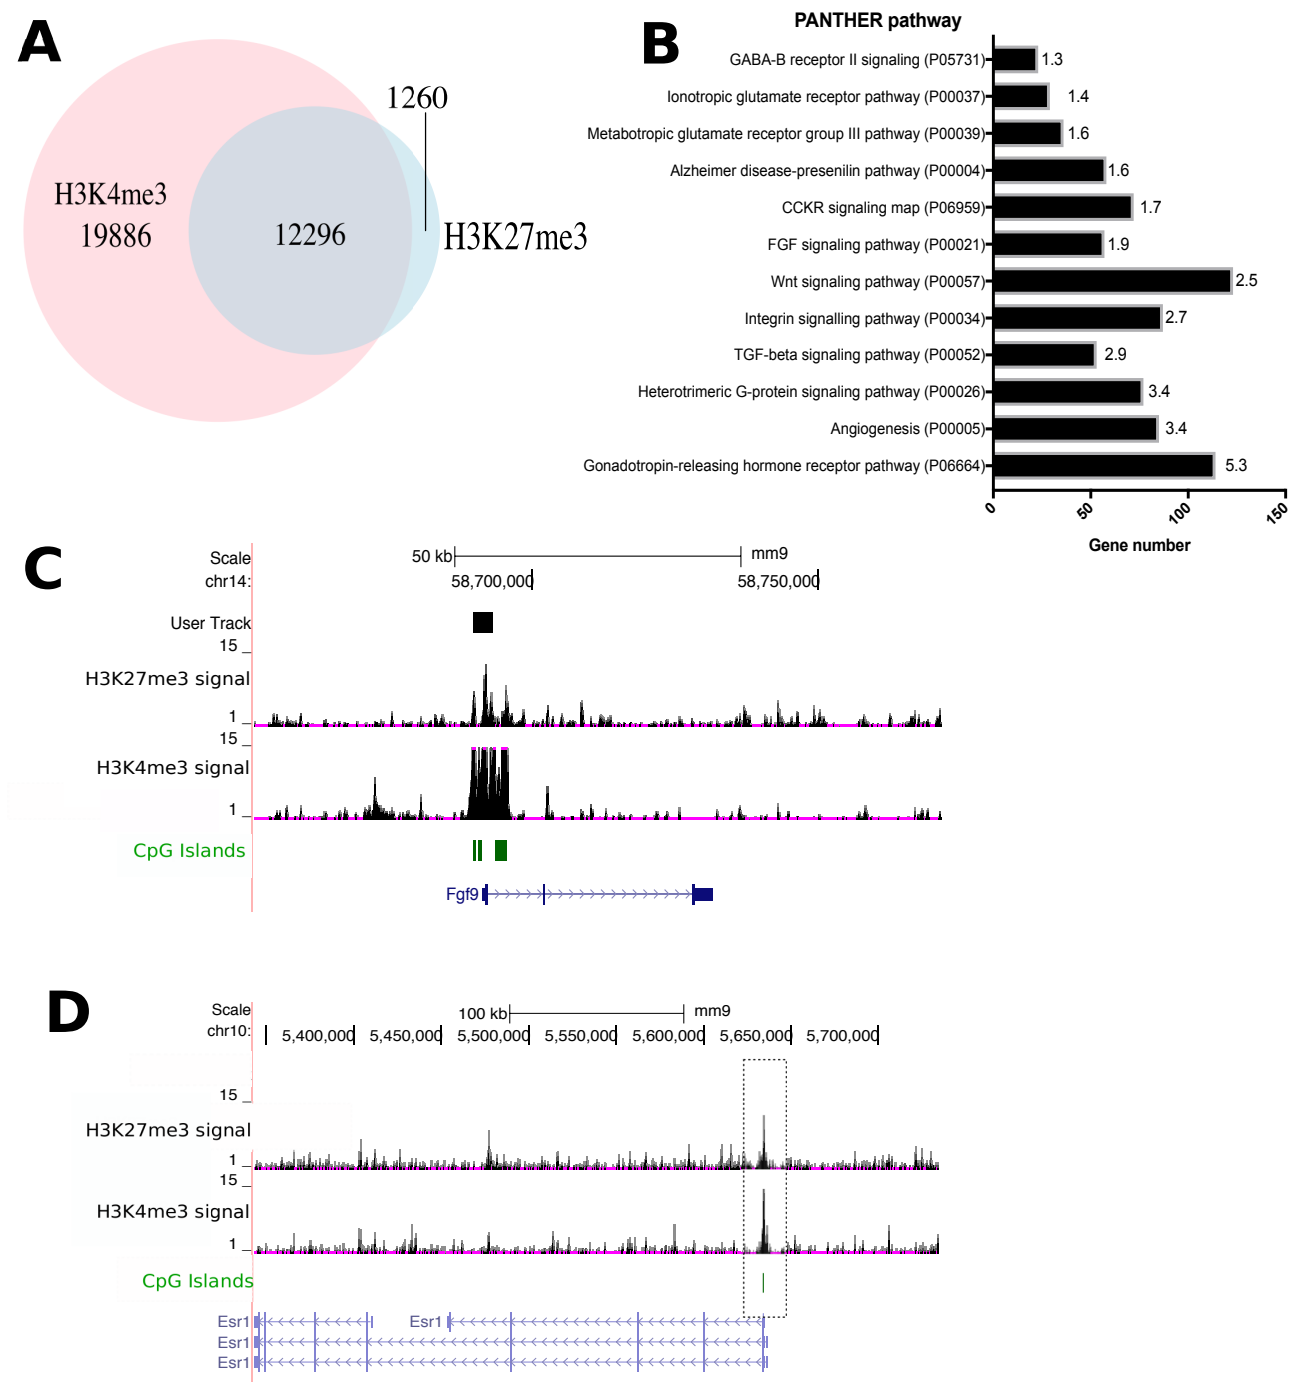 A
H3K4me3
19886
12296
1260
H3K27me3
B
PANTHER pathway
GABA-B receptor II signaling (P05731) 1.3
Ionotropic glutamate receptor pathway (P00037) 1.4
Metabotropic glutamate receptor group III pathway (P00039) 1.6
Alzheimer disease-presenilin pathway (P00004) 1.6
CCKR signaling map (P06959) 1.7
FGF signaling pathway (P00021) 1.9
Wnt signaling pathway (P00057) 2.5
Integrin signalling pathway (P00034) 2.7
TGF-beta signaling pathway (P00052) 2.9
Heterotrimeric G-protein signaling pathway (P00026) 3.4
Angiogenesis (P00005) 3.4
Gonadotropin-releasing hormone receptor pathway (P06664) 5.3
0 50 100 150
Gene number
C
Scale 50 kb mm9
chr14: 58,700,000 58,750,000
User Track
15
H3K27me3 signal
1
15
H3K4me3 signal
1
CpG Islands
Fgf9
D
Scale 100 kb mm9
chr10: 5,400,000 5,450,000 5,500,000 5,550,000 5,600,000 5,650,000 5,700,000
15
H3K27me3 signal
1
15
H3K4me3 signal
1
CpG Islands
Esr1 Esr1
Esr1
Esr1